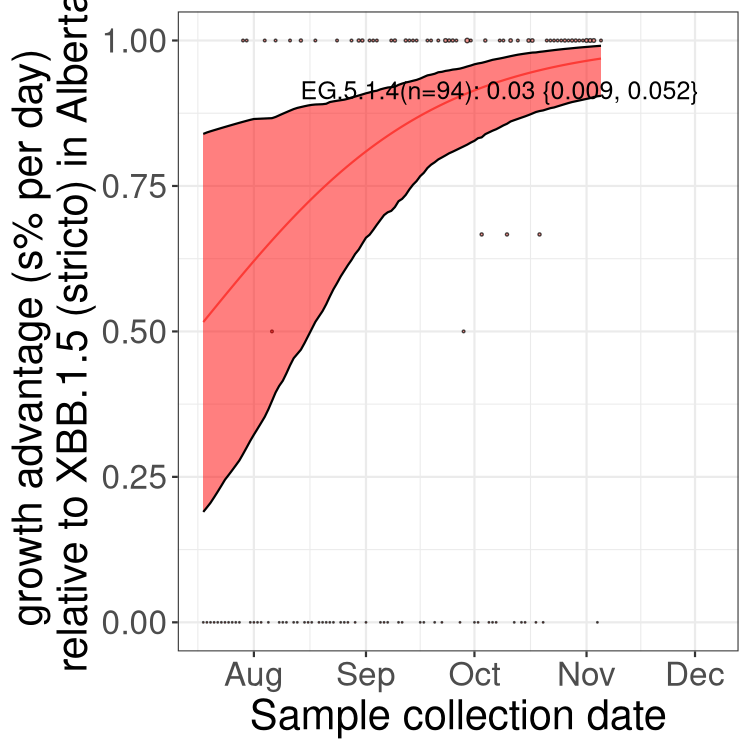 growth advantage (s% per day)
relative to XBB.1.5 (stricto) in Alberta
1.00
0.75
0.50
0.25
0.00
EG.5.1.4(n=94): 0.03 {0.009, 0.052}
Aug Sep Oct Nov Dec
Sample collection date